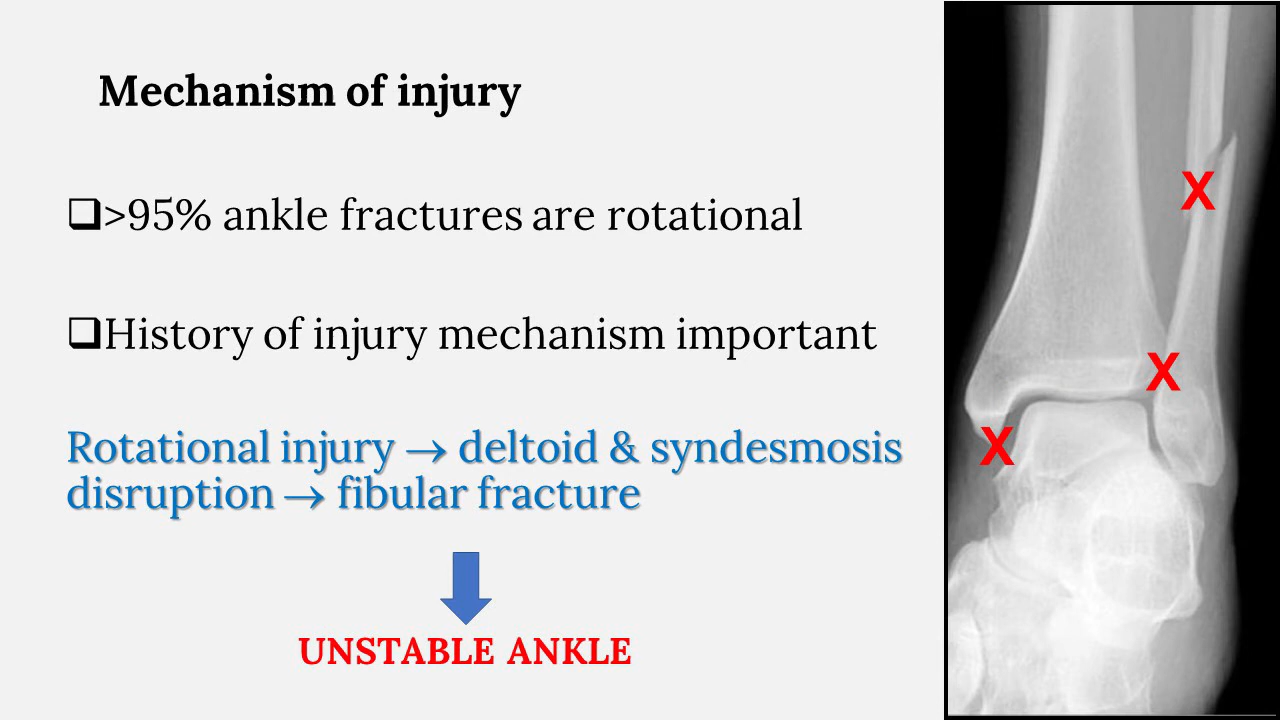 Mechanism of injury
❑>95% ankle fractures are rotational
❑History of injury mechanism important
Rotational injury → deltoid & syndesmosis
disruption → fibular fracture
UNSTABLE ANKLE
X
X
X